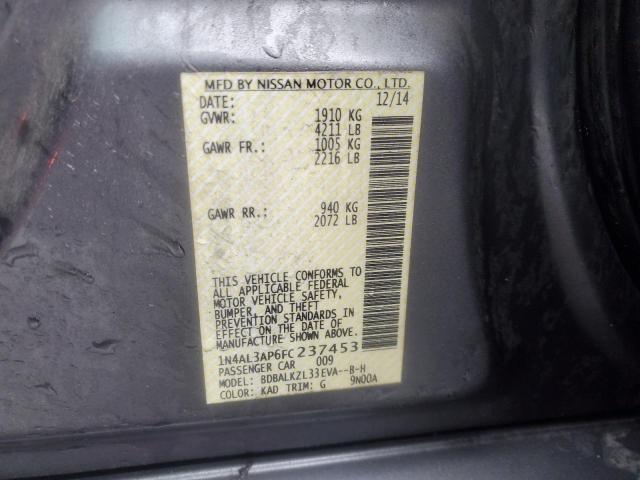 MFD BY NISSAN MOTOR CO., LTD.
DATE: 12/14
GVWR: 1910 KG
4211 LB
GAWR FR.: 1005 KG
2216 LB
GAWR RR.: 940 KG
2072 LB
THIS VEHICLE CONFORMS TO
ALL APPLICABLE FEDERAL
MOTOR VEHICLE SAFETY,
BUMPER, AND THEFT
PREVENTION STANDARDS IN
EFFECT ON THE DATE OF
MANUFACTURE SHOWN ABOVE.
1N4AL3AP6FC237453
PASSENGER CAR 009
MODEL: BDBALKZL33EVA--B-H
COLOR: KAD TRIM: G 9N00A